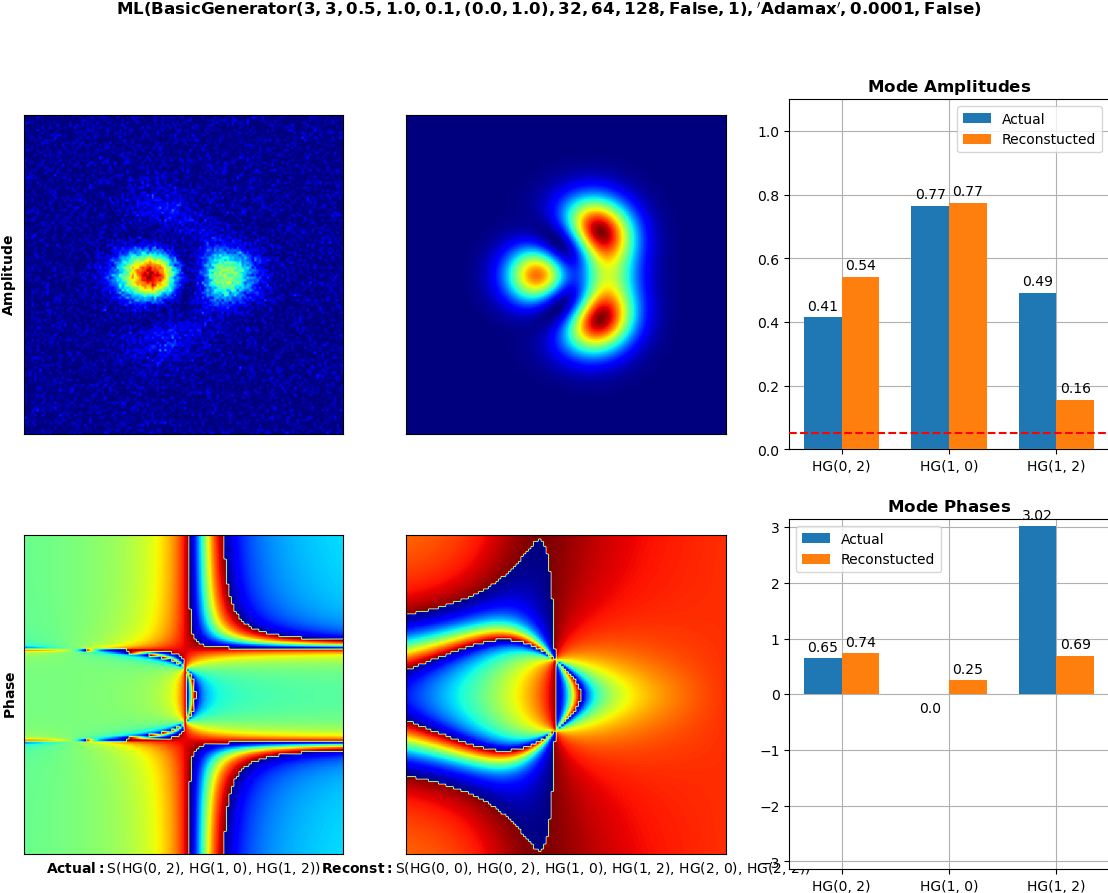 ML(BasicGenerator(3, 3, 0.5, 1.0, 0.1, (0.0, 1.0), 32, 64, 128, False, 1), ′Adamax′, 0.0001, False)
Amplitude
Mode Amplitudes
Actual
Reconstucted
1.0
0.8
0.6
0.4
0.2
0.0
0.41
0.54
0.77
0.77
0.49
0.16
HG(0, 2)
HG(1, 0)
HG(1, 2)
Phase
Mode Phases
Actual
Reconstucted
3
2
1
0
−1
−2
−3
0.65
0.74
0.0
0.25
3.02
0.69
HG(0, 2)
HG(1, 0)
HG(1, 2)
Actual: S(HG(0, 2), HG(1, 0), HG(1, 2))
Reconst: S(HG(0, 0), HG(0, 2), HG(1, 0), HG(1, 2), HG(2, 0), HG(2, 2))